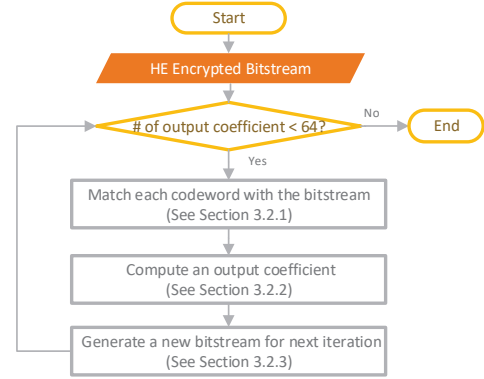 Start
HE Encrypted Bitstream
# of output coefficient < 64?
No
End
Yes
Match each codeword with the bitstream
(See Section 3.2.1)
Compute an output coefficient
(See Section 3.2.2)
Generate a new bitstream for next iteration
(See Section 3.2.3)